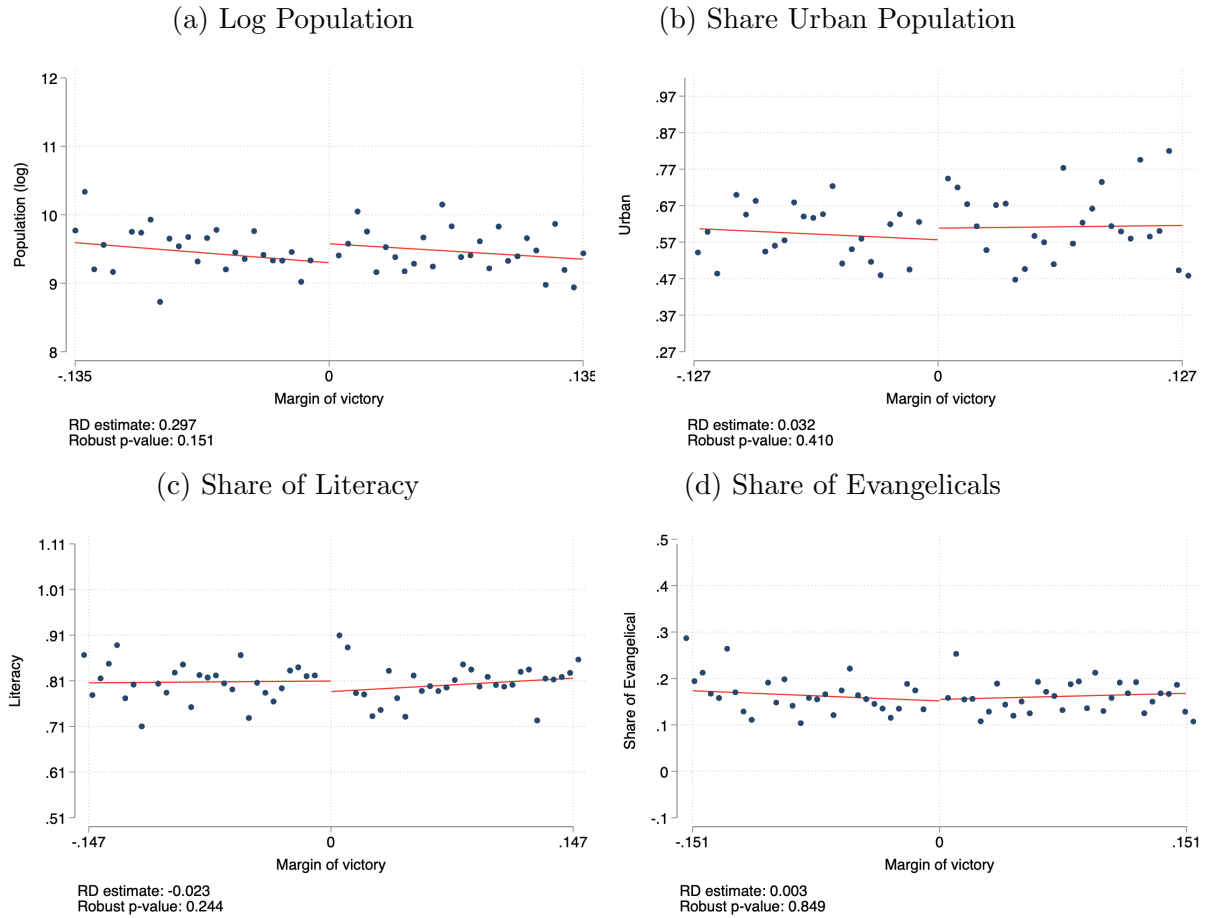 (a) Log Population
(b) Share Urban Population
12
11
10
9
8
Population (log)
-.135
0
.135
Margin of victory
RD estimate: 0.297
Robust p-value: 0.151
.97
.87
.77
.67
.57
.47
.37
.27
Urban
-.127
0
.127
Margin of victory
RD estimate: 0.032
Robust p-value: 0.410
(c) Share of Literacy
(d) Share of Evangelicals
1.11
1.01
.91
.81
.71
.61
.51
Literacy
-.147
0
.147
Margin of victory
RD estimate: -0.023
Robust p-value: 0.244
.5
.4
.3
.2
.1
0
-.1
Share of Evangelical
-.151
0
.151
Margin of victory
RD estimate: 0.003
Robust p-value: 0.849